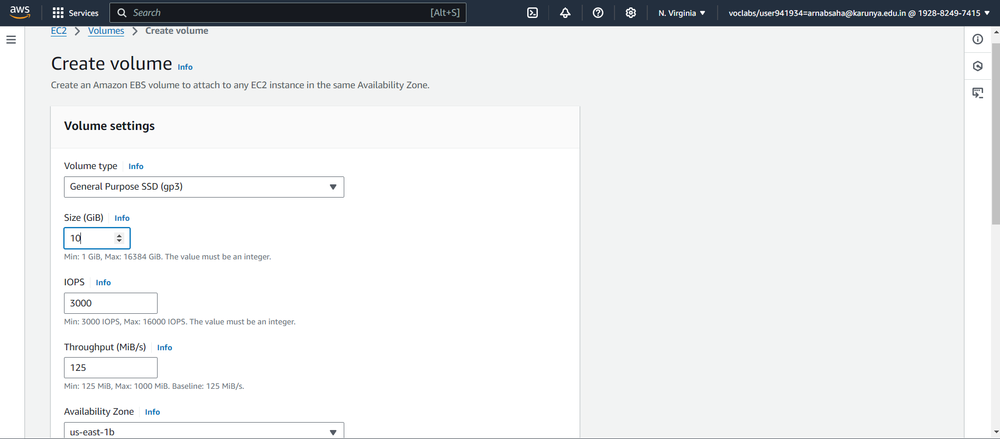 aws
Services
Search
[Alt+S]
N. Virginia
voclabs/user941934=arnabsaha@karunya.edu.in @ 1928-8249-7415
EC2 > Volumes > Create volume
Create volume Info
Create an Amazon EBS volume to attach to any EC2 instance in the same Availability Zone.
Volume settings
Volume type Info
General Purpose SSD (gp3)
Size (GiB) Info
10
Min: 1 GiB, Max: 16384 GiB. The value must be an integer.
IOPS Info
3000
Min: 3000 IOPS, Max: 16000 IOPS. The value must be an integer.
Throughput (MiB/s) Info
125
Min: 125 MiB, Max: 1000 MiB. Baseline: 125 MiB/s.
Availability Zone Info
us-east-1b